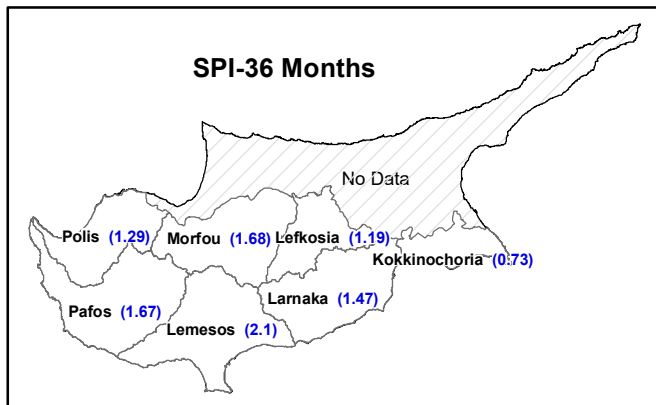 SPI-36 Months
No Data
Polis (1.29)
Morfou (1.68)
Lefkosia (1.19)
Kokkinochoria (0.73)
Pafos (1.67)
Lemesos (2.1)
Larnaka (1.47)